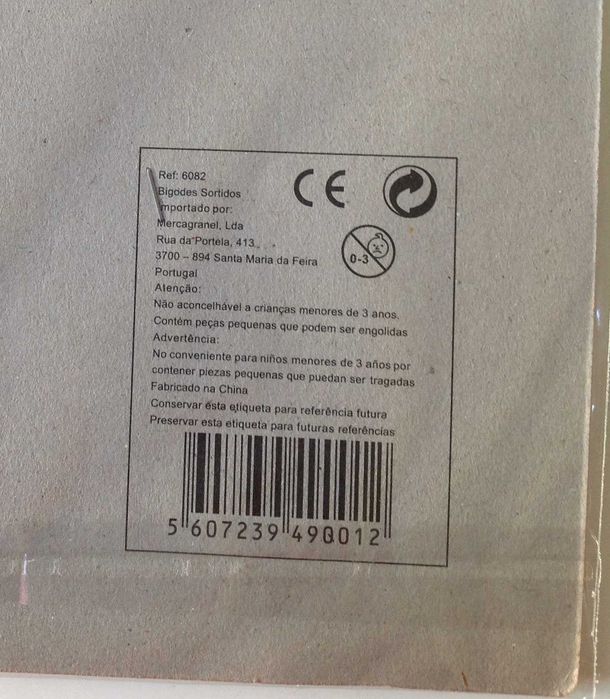 Ref: 6082
Bigodes Sortidos
Importado por:
Mercagranel, Lda
Rua da Portela, 413
3700 – 894 Santa Maria da Feira
Portugal
Atenção:
Não aconcelhável a crianças menores de 3 anos.
Contém peças pequenas que podem ser engolidas
Advertência:
No conveniente para niños menores de 3 años por
contener piezas pequenas que puedan ser tragadas
Fabricado na China
Conservar ésta etiqueta para referência futura
Preservar esta etiqueta para futuras referências
CE
0-3
5 607239 490012